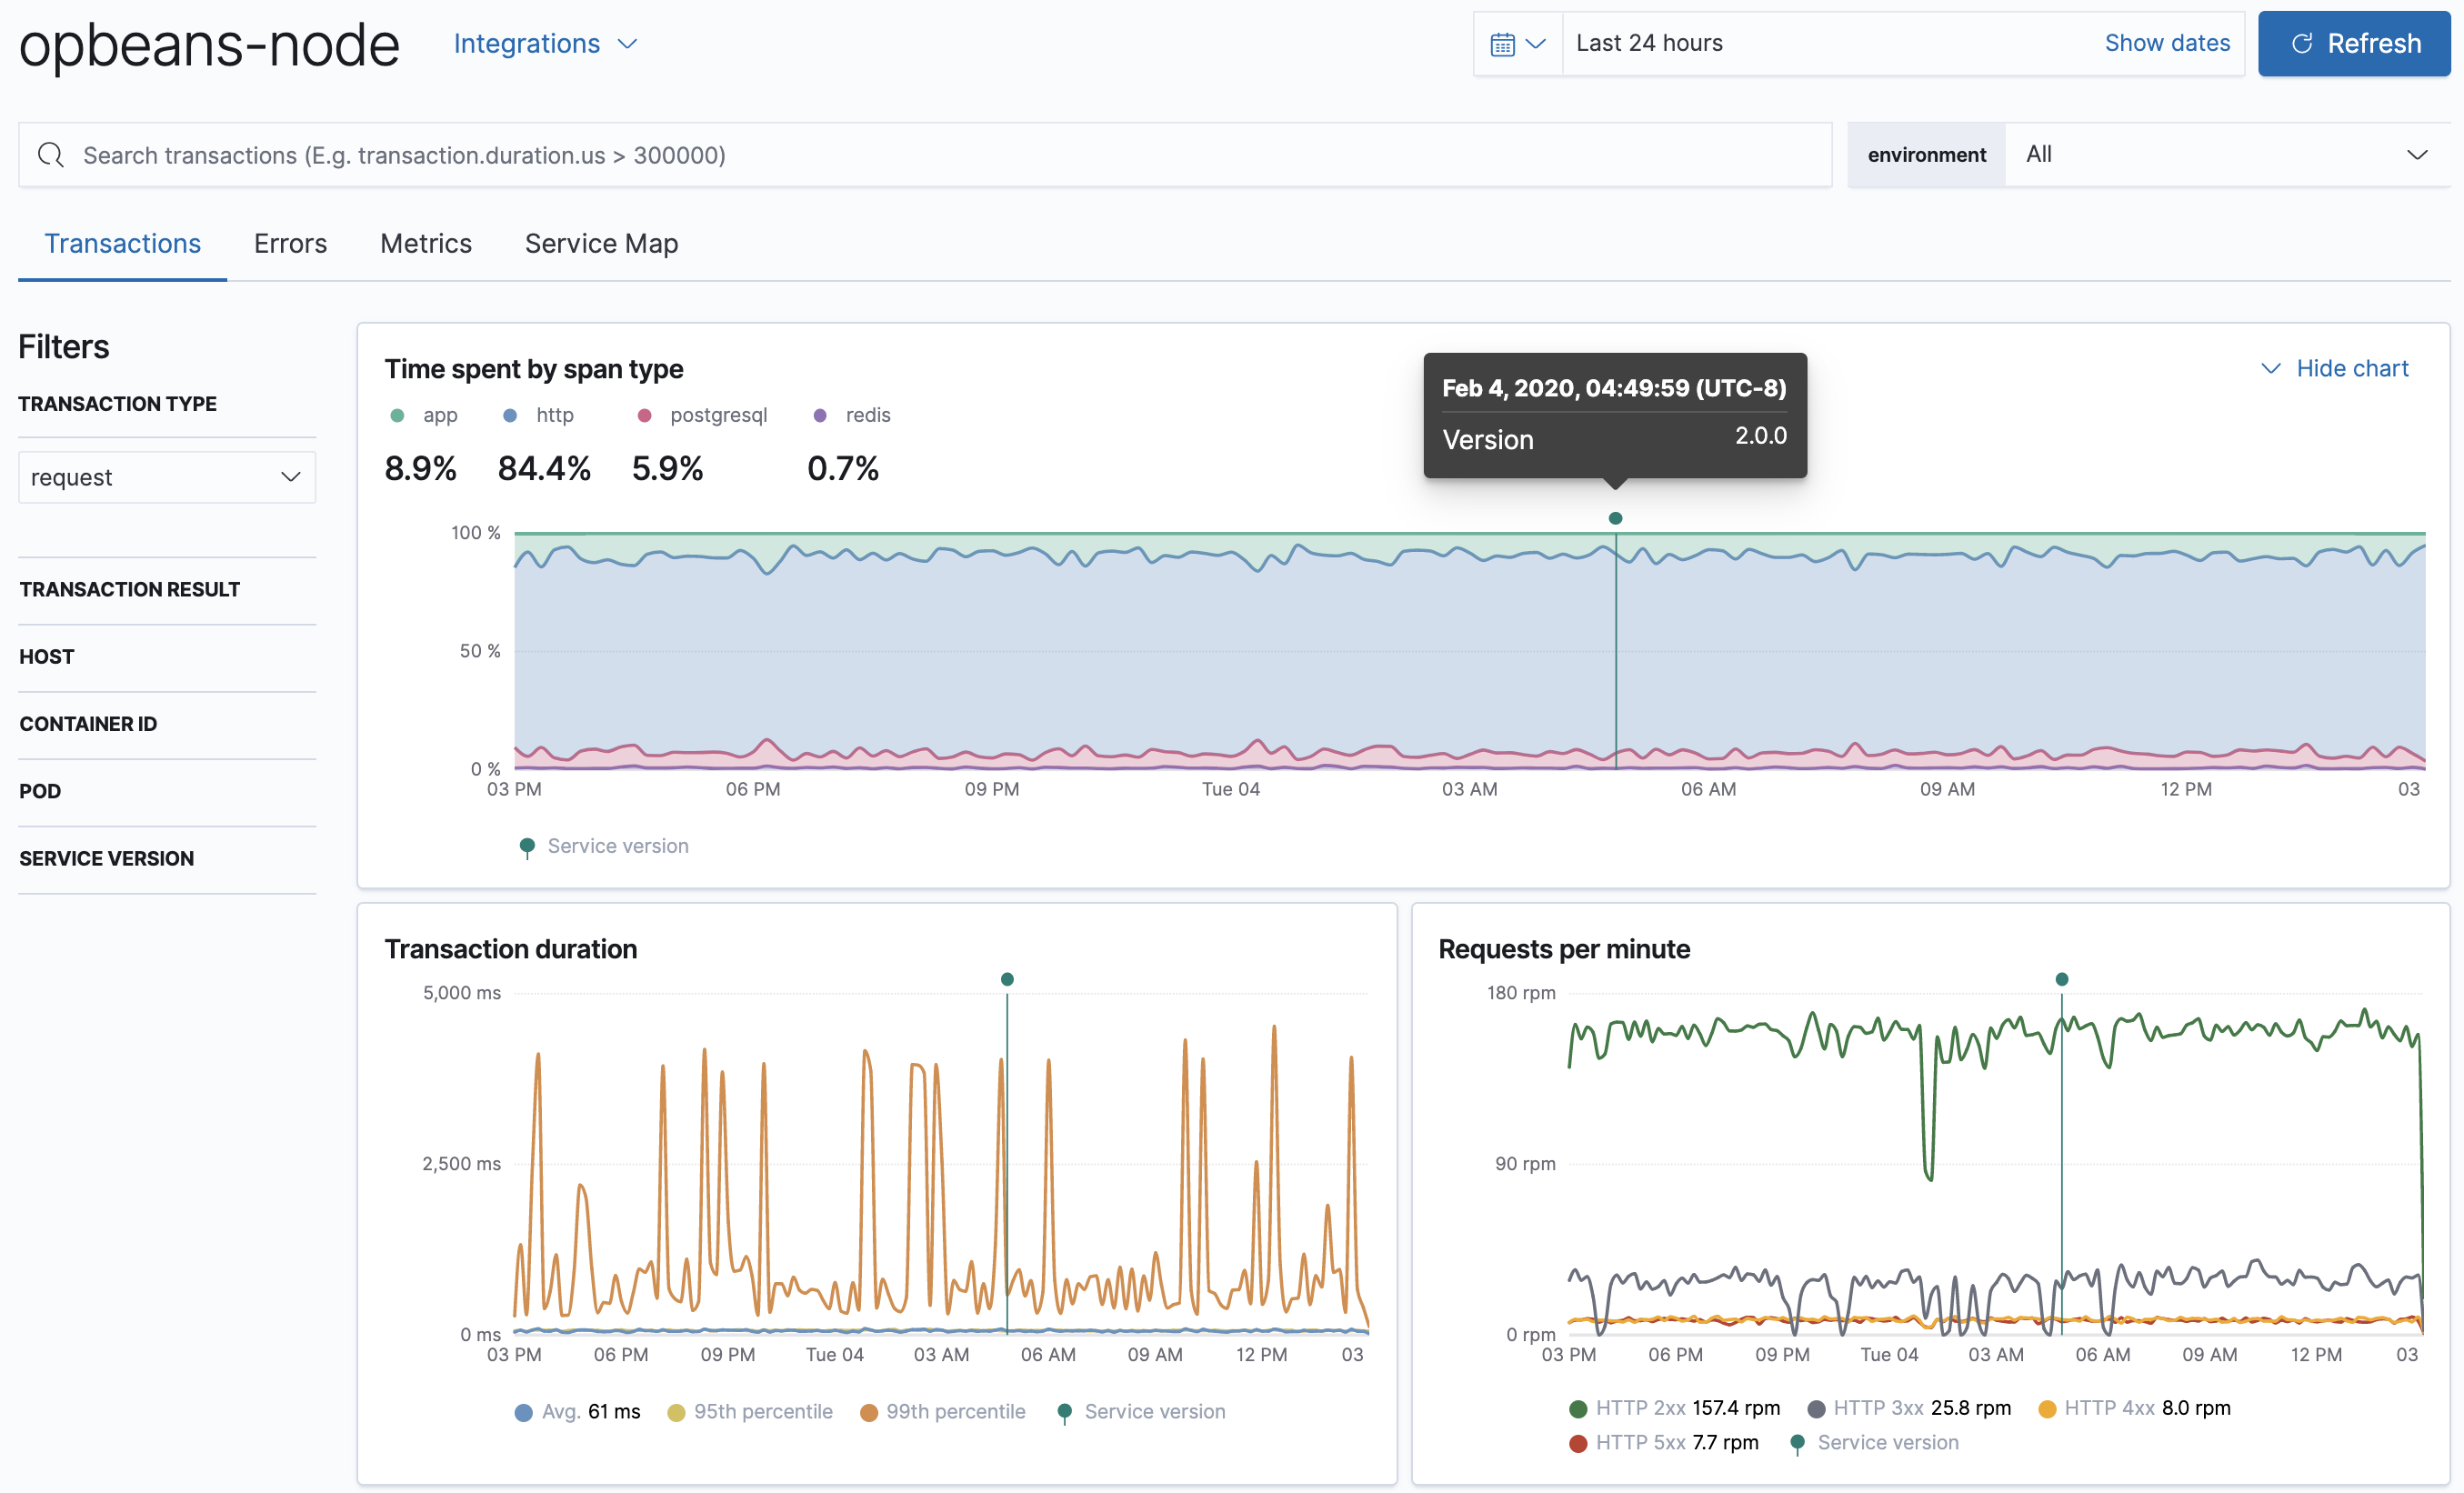 opbeans-node
Integrations
Last 24 hours
Show dates
Refresh
Search transactions (E.g. transaction.duration.us > 300000)
environment
All
Transactions
Errors
Metrics
Service Map
Filters
TRANSACTION TYPE
request
TRANSACTION RESULT
HOST
CONTAINER ID
POD
SERVICE VERSION
Time spent by span type
Hide chart
app
http
postgresql
redis
8.9%
84.4%
5.9%
0.7%
Feb 4, 2020, 04:49:59 (UTC-8)
Version 2.0.0
100 %
50 %
0 %
03 PM
06 PM
09 PM
Tue 04
03 AM
06 AM
09 AM
12 PM
03
Service version
Transaction duration
5,000 ms
2,500 ms
0 ms
03 PM
06 PM
09 PM
Tue 04
03 AM
06 AM
09 AM
12 PM
03
Avg. 61 ms
95th percentile
99th percentile
Service version
Requests per minute
180 rpm
90 rpm
0 rpm
03 PM
06 PM
09 PM
Tue 04
03 AM
06 AM
09 AM
12 PM
03
HTTP 2xx 157.4 rpm
HTTP 3xx 25.8 rpm
HTTP 4xx 8.0 rpm
HTTP 5xx 7.7 rpm
Service version